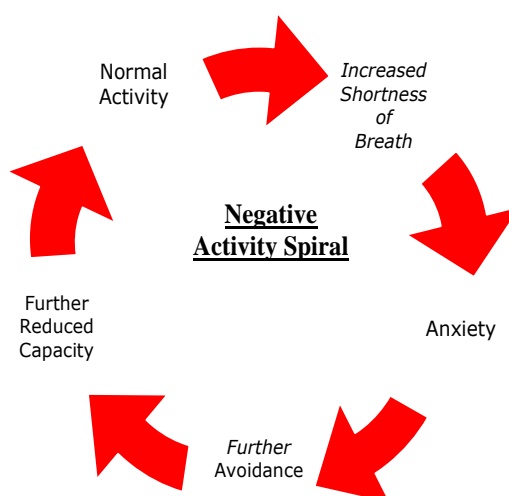 Normal
Activity
Increased
Shortness
of
Breath
Negative
Activity Spiral
Anxiety
Further
Reduced
Capacity
Further
Avoidance